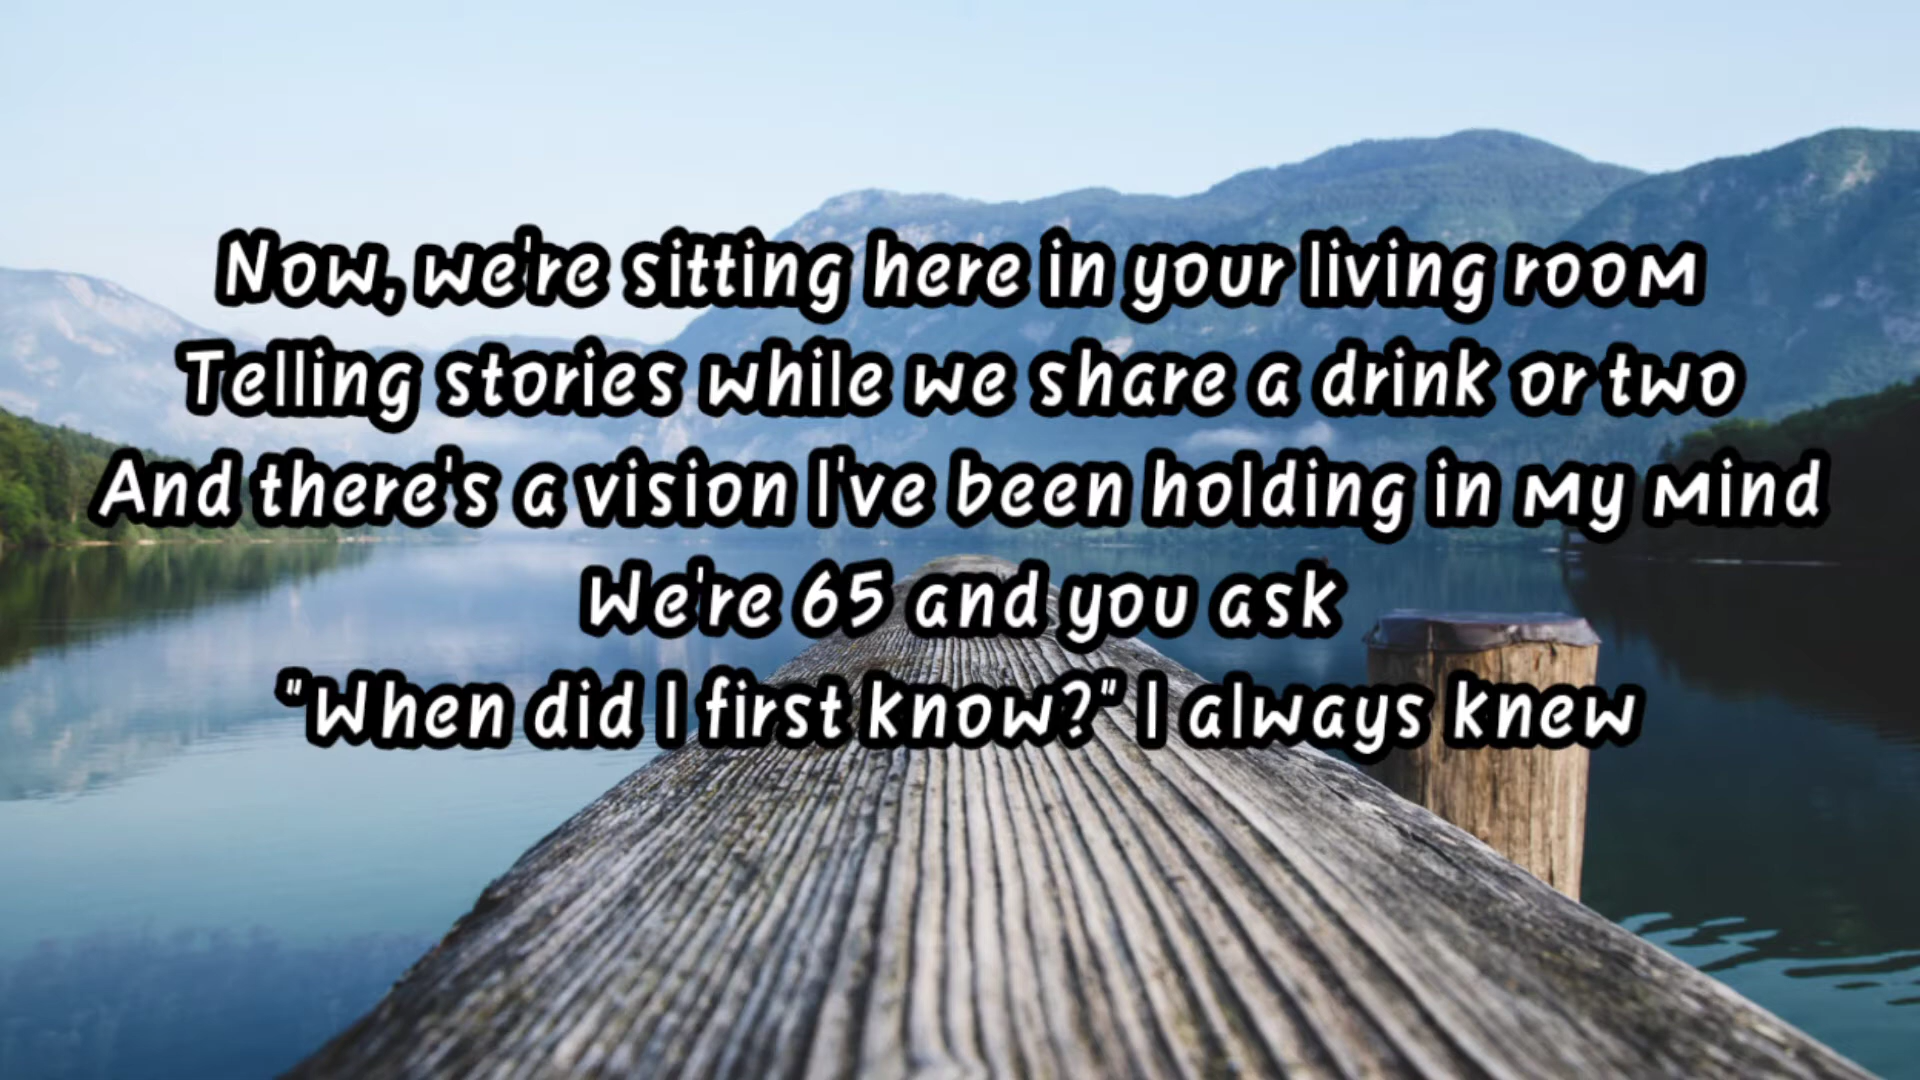 Now, we're sitting here in your living room
Telling stories while we share a drink or two
And there's a vision I've been holding in my mind
We're 65 and you ask
"When did I first know?" I always knew